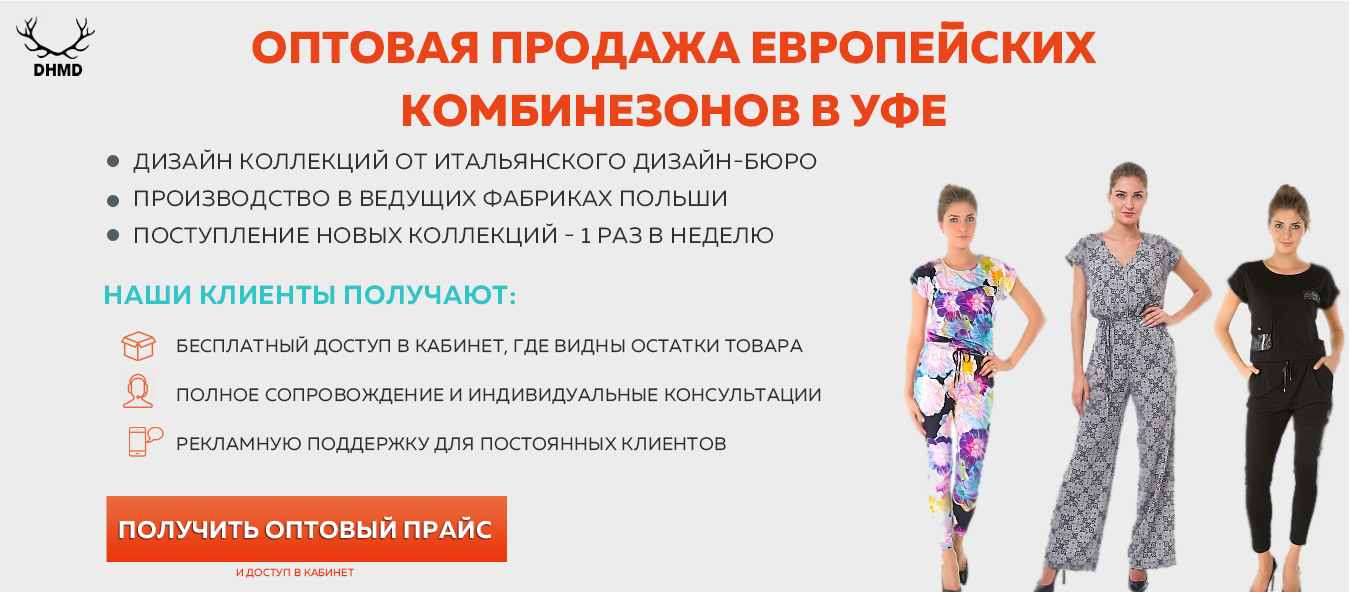 DHMD
ОПТОВАЯ ПРОДАЖА ЕВРОПЕЙСКИХ
КОМБИНЕЗОНОВ В УФЕ
ДИЗАЙН КОЛЛЕКЦИЙ ОТ ИТАЛЬЯНСКОГО ДИЗАЙН-БЮРО
ПРОИЗВОДСТВО В ВЕДУЩИХ ФАБРИКАХ ПОЛЬШИ
ПОСТУПЛЕНИЕ НОВЫХ КОЛЛЕКЦИЙ - 1 РАЗ В НЕДЕЛЮ
НАШИ КЛИЕНТЫ ПОЛУЧАЮТ:
БЕСПЛАТНЫЙ ДОСТУП В КАБИНЕТ, ГДЕ ВИДНЫ ОСТАТКИ ТОВАРА
ПОЛНОЕ СОПРОВОЖДЕНИЕ И ИНДИВИДУАЛЬНЫЕ КОНСУЛЬТАЦИИ
РЕКЛАМНУЮ ПОДДЕРЖКУ ДЛЯ ПОСТОЯННЫХ КЛИЕНТОВ
ПОЛУЧИТЬ ОПТОВЫЙ ПРАЙС
И ДОСТУП В КАБИНЕТ